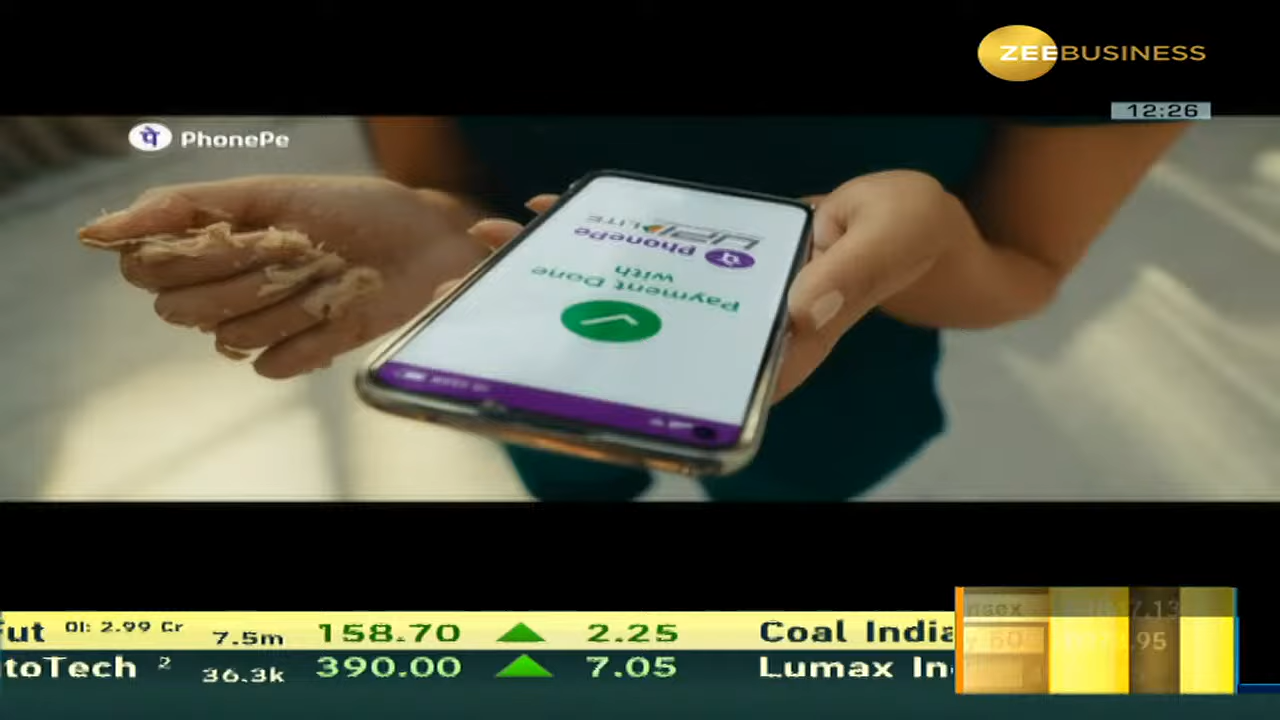 ZEEBUSINESS
12:26
पे PhonePe
UPI LITE
पे PhonePe
with
Payment Done
Fut OI: 2.99 Cr 7.5m 158.70 2.25 Coal India
toTech 2 36.3k 390.00 7.05 Lumax In